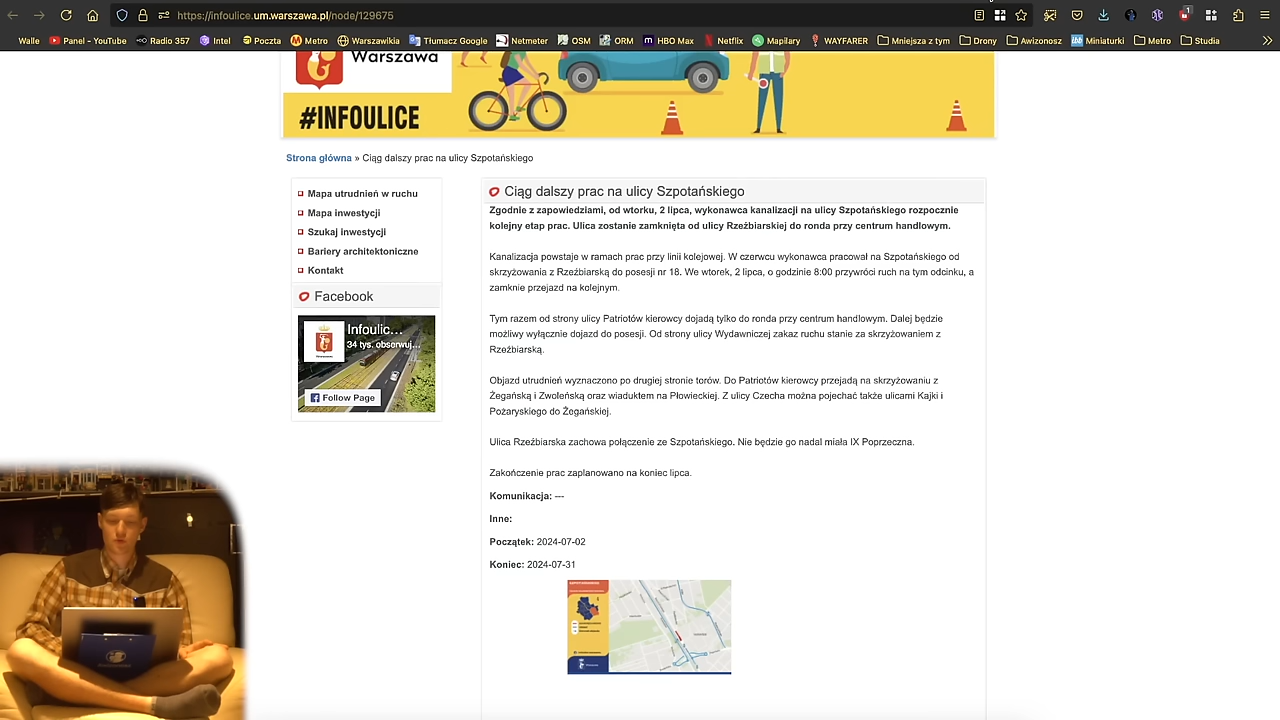 https://infoulice.um.warszawa.pl/node/129675
Walle
Panel - YouTube
Radio 357
Intel
Poczta
Metro
Warszawikia
Tłumacz Google
Netmeter
OSM
ORM
HBO Max
Netflix
Mapilary
WAYFARER
Mniejsza z tym
Drony
Awizonosz
Miniaturki
Metro
Studia
Warszawa
#INFOULICE
Strona główna » Ciąg dalszy prac na ulicy Szpotańskiego
Mapa utrudnień w ruchu
Mapa inwestycji
Szukaj inwestycji
Bariery architektoniczne
Kontakt
Facebook
Infoulic...
34 tys. obserwuj...
Follow Page
Ciąg dalszy prac na ulicy Szpotańskiego
Zgodnie z zapowiedziami, od wtorku, 2 lipca, wykonawca kanalizacji na ulicy Szpotańskiego rozpocznie
kolejny etap prac. Ulica zostanie zamknięta od ulicy Rzeźbiarskiej do ronda przy centrum handlowym.
Kanalizacja powstaje w ramach prac przy linii kolejowej. W czerwcu wykonawca pracował na Szpotańskiego od
skrzyżowania z Rzeźbiarską do posesji nr 18. We wtorek, 2 lipca, o godzinie 8:00 przywróci ruch na tym odcinku, a
zamknie przejazd na kolejnym.
Tym razem od strony ulicy Patriotów kierowcy dojadą tylko do ronda przy centrum handlowym. Dalej będzie
możliwy wyłącznie dojazd do posesji. Od strony ulicy Wydawniczej zakaz ruchu stanie za skrzyżowaniem z
Rzeźbiarską.
Objazd utrudnień wyznaczono po drugiej stronie torów. Do Patriotów kierowcy przejadą na skrzyżowaniu z
Żegańską i Zwoleńską oraz wiaduktem na Płowieckiej. Z ulicy Czecha można pojechać także ulicami Kajki i
Pożaryskiego do Żegańskiej.
Ulica Rzeźbiarska zachowa połączenie ze Szpotańskiego. Nie będzie go nadal miała IX Poprzeczna.
Zakończenie prac zaplanowano na koniec lipca.
Komunikacja: ---
Inne:
Początek: 2024-07-02
Koniec: 2024-07-31